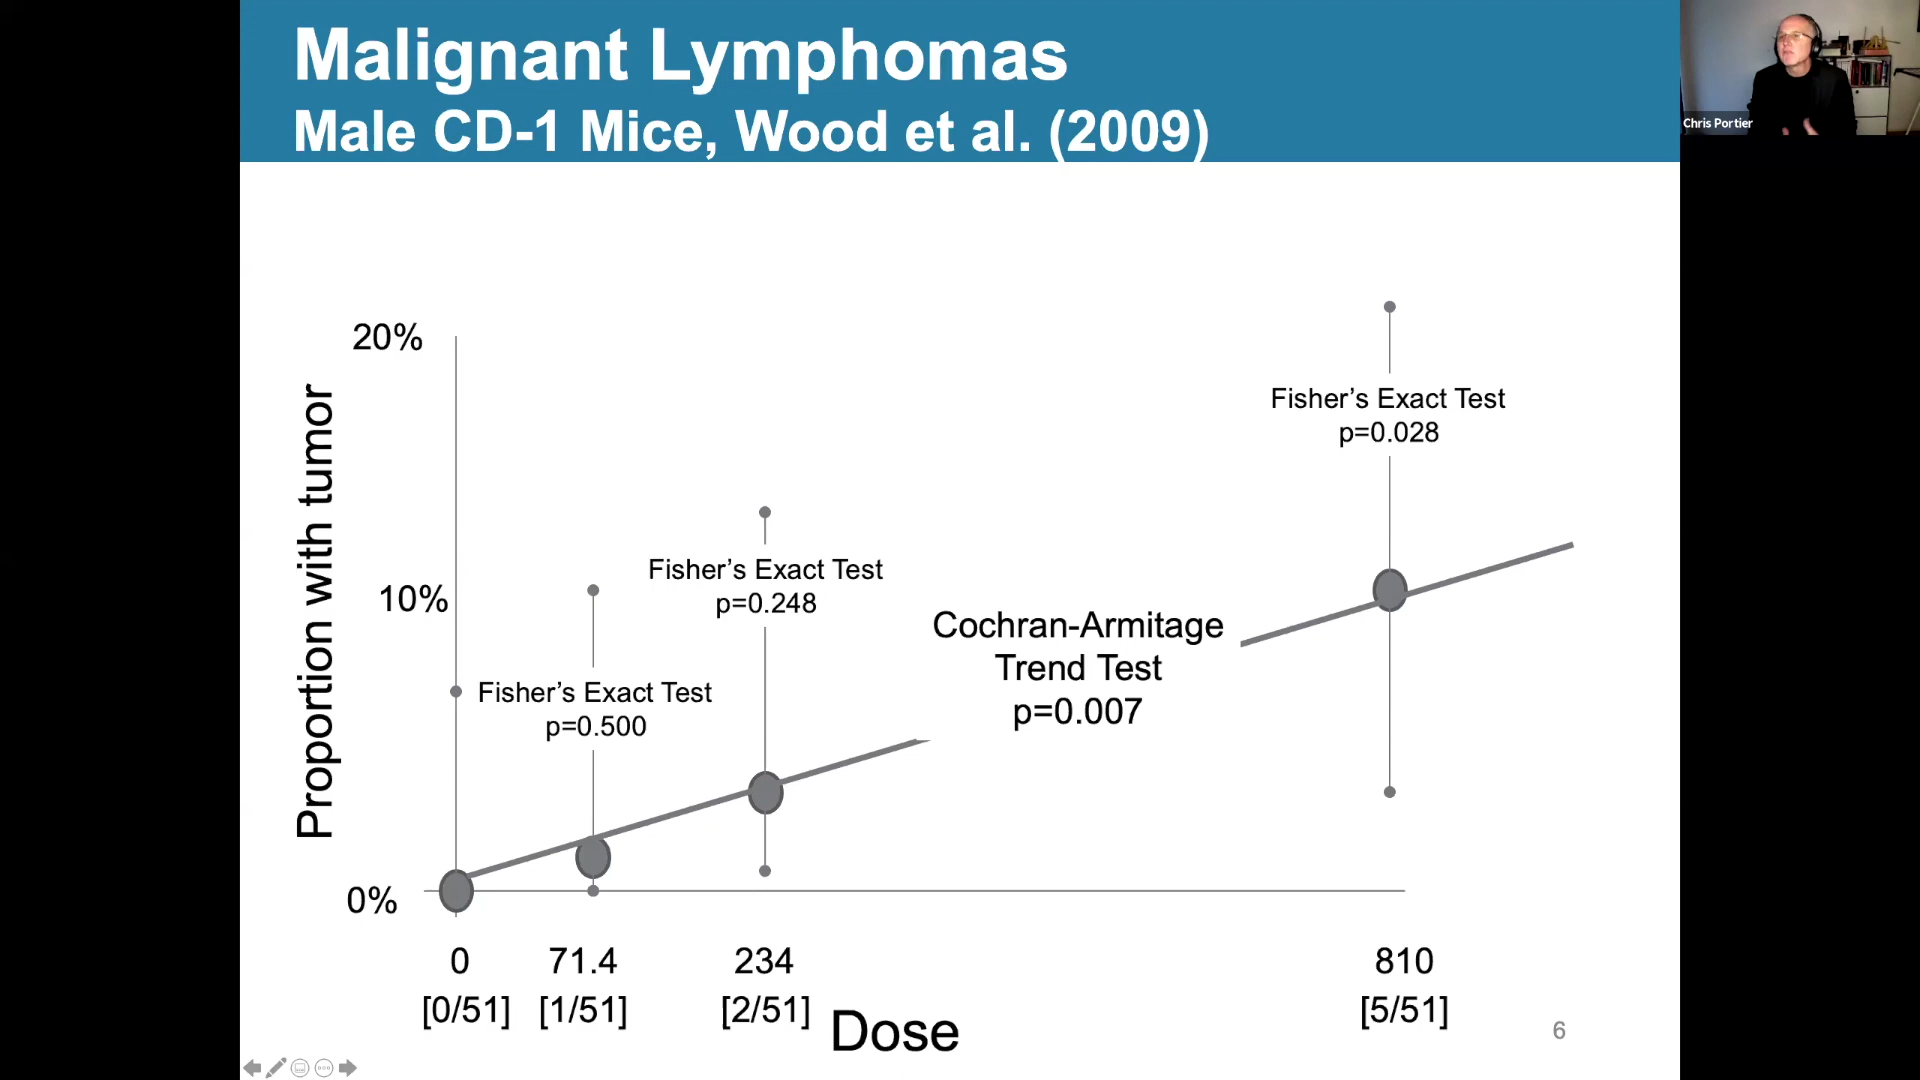 Malignant Lymphomas
Male CD-1 Mice, Wood et al. (2009)
Chris Portier
20%
10%
0%
Proportion with tumor
Fisher's Exact Test
p=0.500
Fisher's Exact Test
p=0.248
Cochran-Armitage
Trend Test
p=0.007
Fisher's Exact Test
p=0.028
0 71.4 234 810
[0/51] [1/51] [2/51] [5/51]
Dose
6